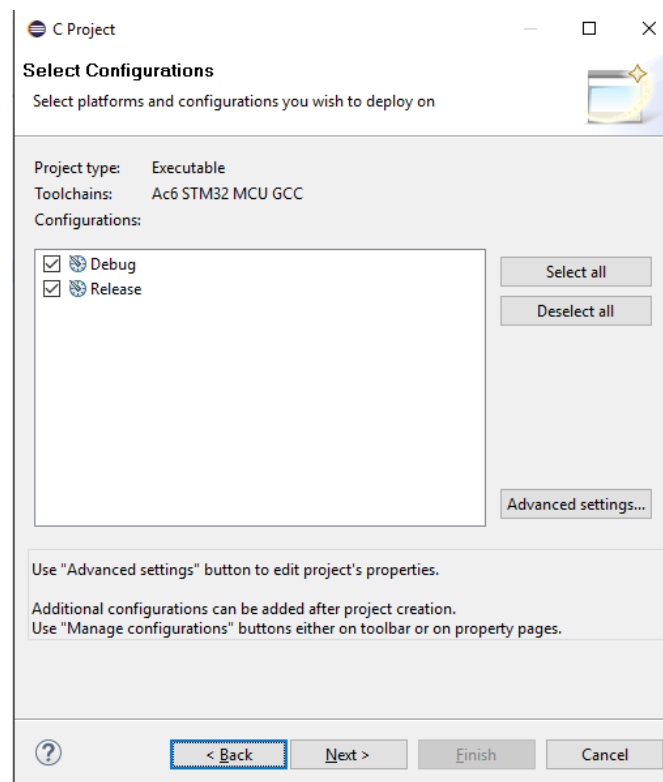 C Project
Select Configurations
Select platforms and configurations you wish to deploy on
Project type: Executable
Toolchains: Ac6 STM32 MCU GCC
Configurations:
Debug
Release
Select all
Deselect all
Advanced settings...
Use "Advanced settings" button to edit project's properties.
Additional configurations can be added after project creation.
Use "Manage configurations" buttons either on toolbar or on property pages.
?
< Back
Next >
Finish
Cancel